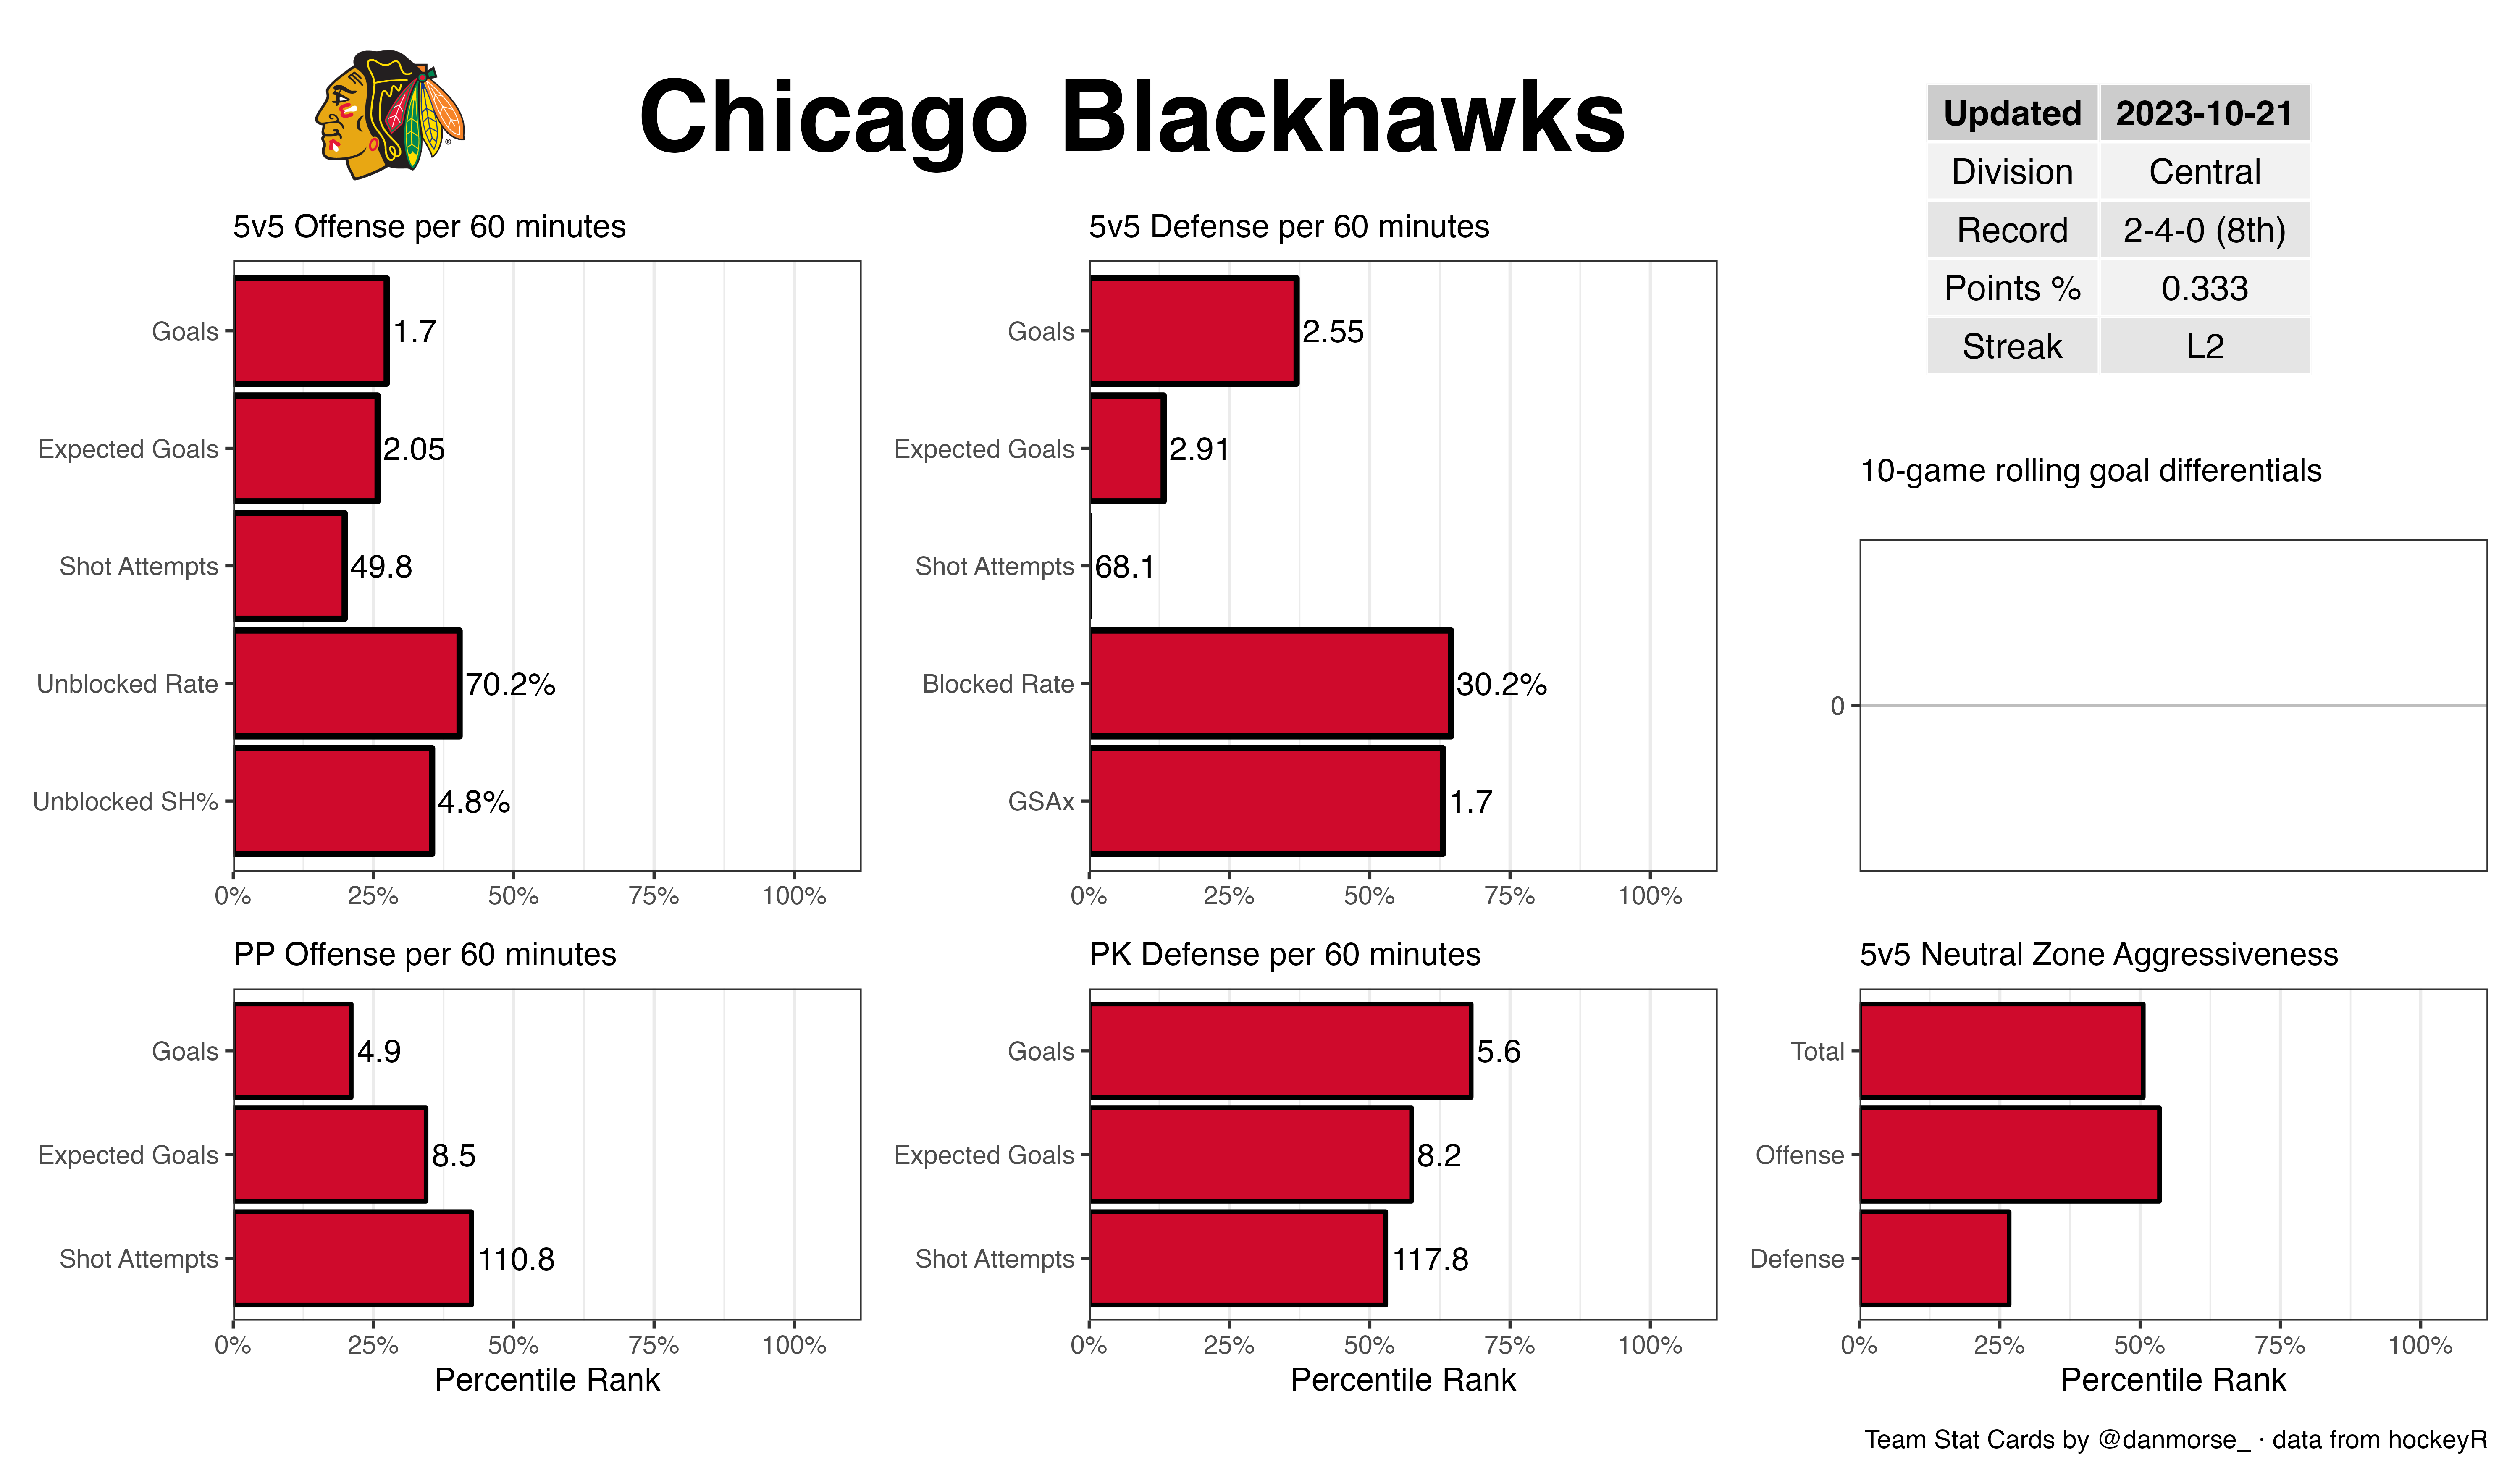 Chicago Blackhawks
Updated 2023-10-21
Division Central
Record 2-4-0 (8th)
Points % 0.333
Streak L2
5v5 Offense per 60 minutes
Goals 1.7
Expected Goals 2.05
Shot Attempts 49.8
Unblocked Rate 70.2%
Unblocked SH% 4.8%
0% 25% 50% 75% 100%
5v5 Defense per 60 minutes
Goals 2.55
Expected Goals 2.91
Shot Attempts 68.1
Blocked Rate 30.2%
GSAx 1.7
0% 25% 50% 75% 100%
10-game rolling goal differentials
0
PP Offense per 60 minutes
Goals 4.9
Expected Goals 8.5
Shot Attempts 110.8
0% 25% 50% 75% 100%
Percentile Rank
PK Defense per 60 minutes
Goals 5.6
Expected Goals 8.2
Shot Attempts 117.8
0% 25% 50% 75% 100%
Percentile Rank
5v5 Neutral Zone Aggressiveness
Total
Offense
Defense
0% 25% 50% 75% 100%
Percentile Rank
Team Stat Cards by @danmorse_ · data from hockeyR